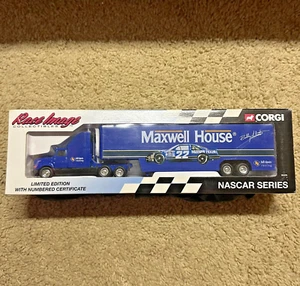 Race Image
COLLECTIBLES
CORGI
Maxwell House®
22
LIMITED EDITION
WITH NUMBERED CERTIFICATE
NASCAR SERIES